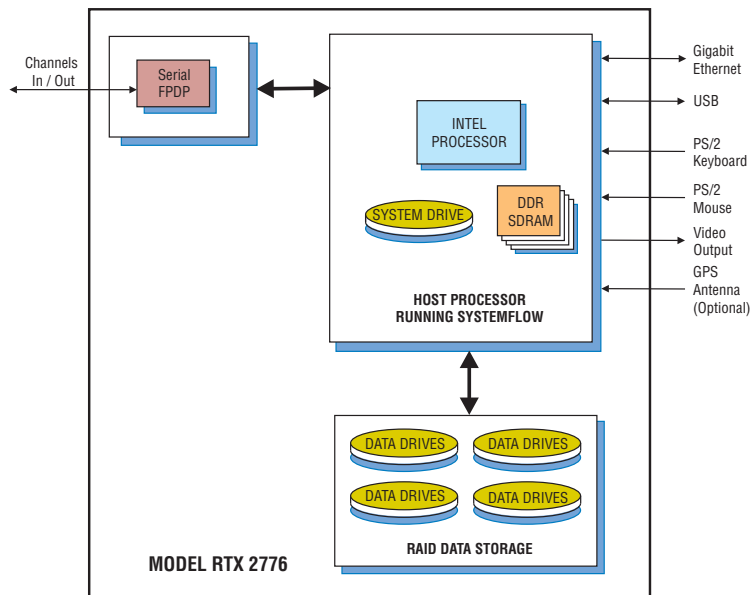 Channels
In / Out
Serial
FPDP
INTEL
PROCESSOR
SYSTEM DRIVE
DDR
SDRAM
HOST PROCESSOR
RUNNING SYSTEMFLOW
Gigabit
Ethernet
USB
PS/2
Keyboard
PS/2
Mouse
Video
Output
GPS
Antenna
(Optional)
DATA DRIVES
DATA DRIVES
DATA DRIVES
DATA DRIVES
RAID DATA STORAGE
MODEL RTX 2776